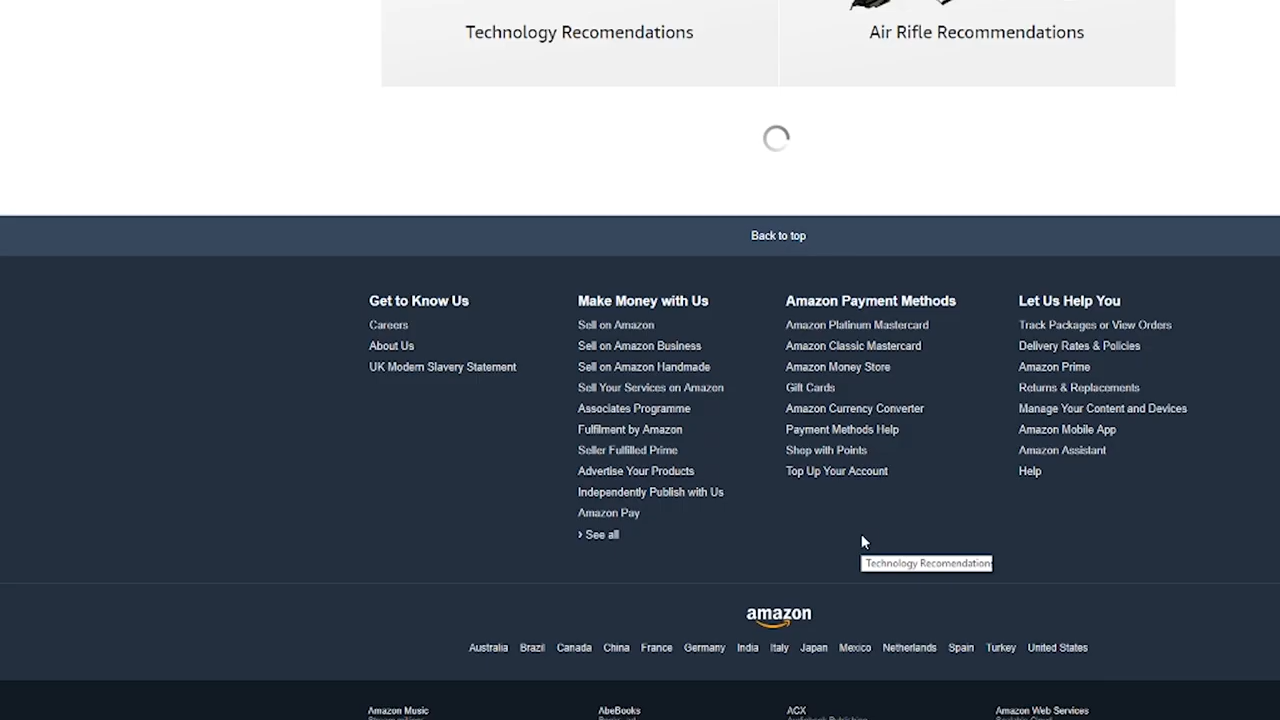 Technology Recomendations
Air Rifle Recommendations
Back to top
Get to Know Us
Careers
About Us
UK Modern Slavery Statement
Make Money with Us
Sell on Amazon
Sell on Amazon Business
Sell on Amazon Handmade
Sell Your Services on Amazon
Associates Programme
Fulfilment by Amazon
Seller Fulfilled Prime
Advertise Your Products
Independently Publish with Us
Amazon Pay
› See all
Amazon Payment Methods
Amazon Platinum Mastercard
Amazon Classic Mastercard
Amazon Money Store
Gift Cards
Amazon Currency Converter
Payment Methods Help
Shop with Points
Top Up Your Account
Let Us Help You
Track Packages or View Orders
Delivery Rates & Policies
Amazon Prime
Returns & Replacements
Manage Your Content and Devices
Amazon Mobile App
Amazon Assistant
Help
Technology Recomendations
amazon
Australia Brazil Canada China France Germany India Italy Japan Mexico Netherlands Spain Turkey United States
Amazon Music
AbeBooks
ACX
Amazon Web Services